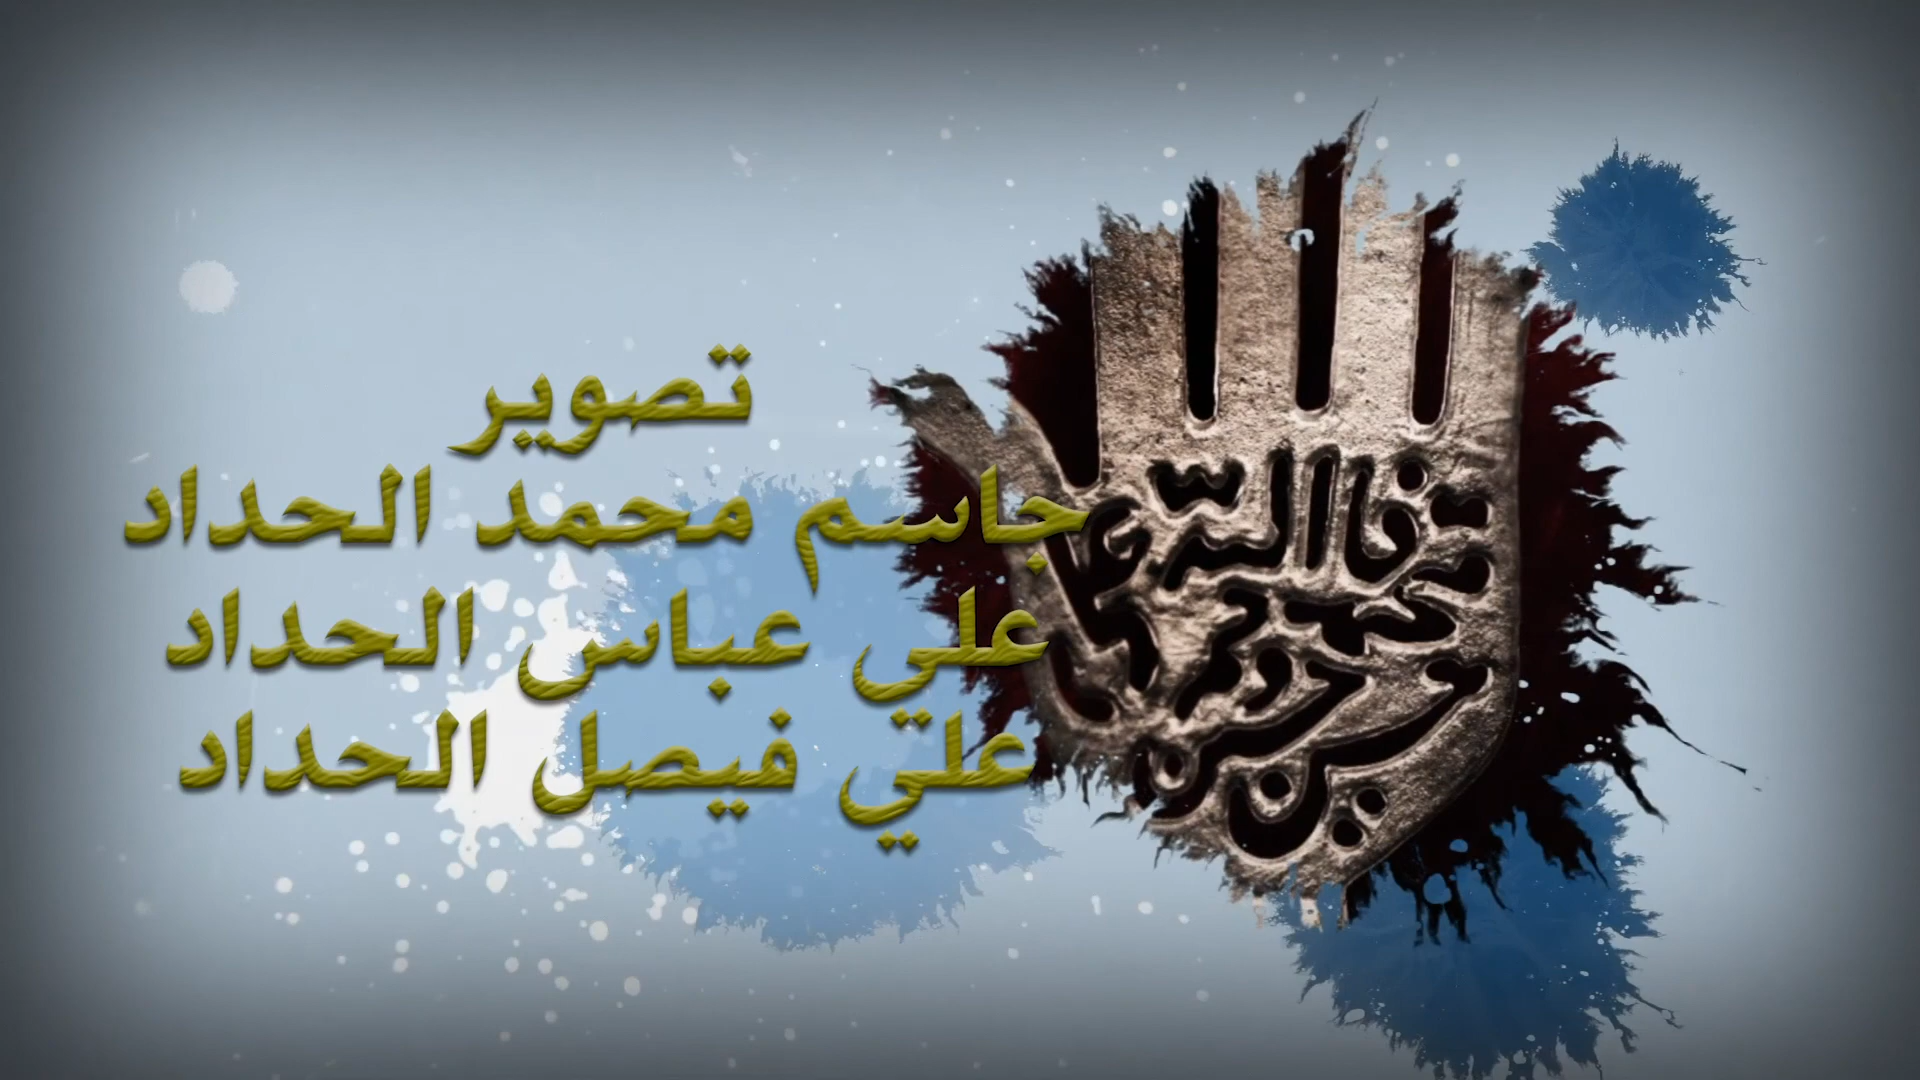 تصوير
جاسم محمد الحداد
علي عباس الحداد
علي فيصل الحداد